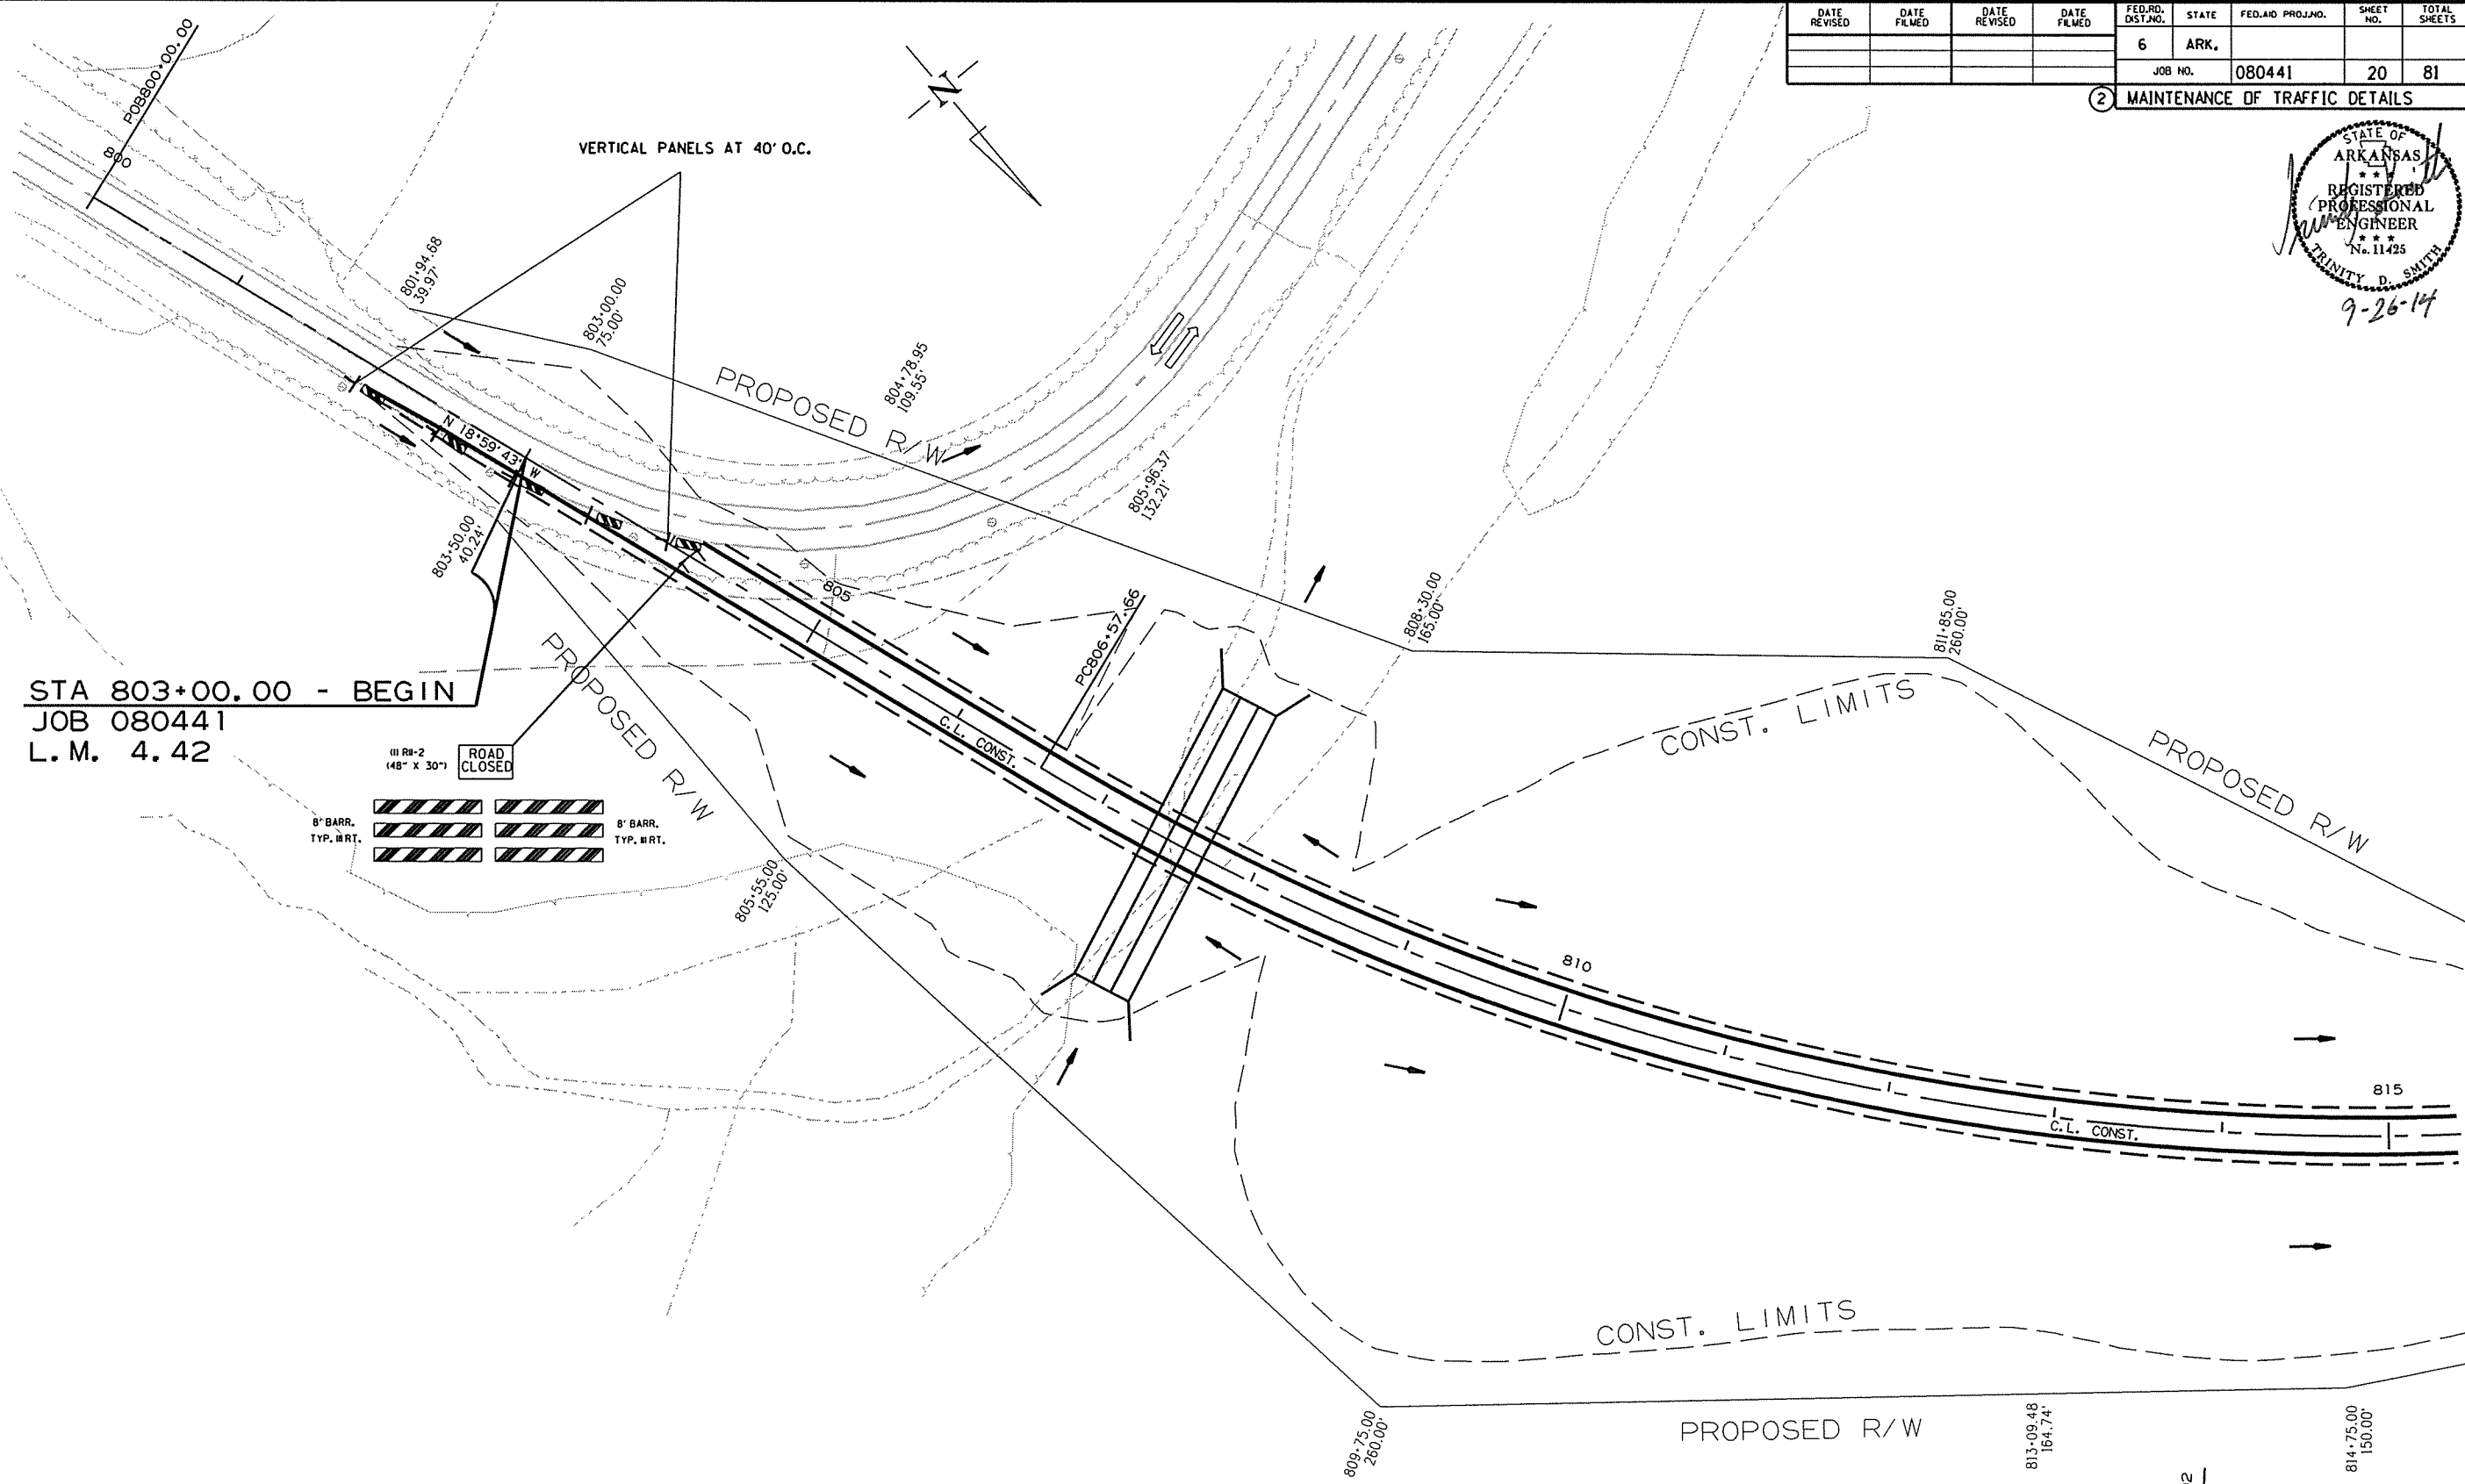 DATE REVISED
DATE FILMED
DATE REVISED
DATE FILMED
FED.RD. DIST.NO.
STATE
FED.AID PROJ.NO.
SHEET NO.
TOTAL SHEETS
6
ARK.
JOB NO.
080441
20
81
2
MAINTENANCE OF TRAFFIC DETAILS
STATE OF
ARKANSAS
REGISTERED
PROFESSIONAL
ENGINEER
No. 11425
TRINITY D. SMITH
9-26-14
N
POB800+00.00
800
VERTICAL PANELS AT 40' O.C.
801+94.68
39.97'
803+00.00
75.00'
PROPOSED R/W
804+78.95
109.55'
805+96.37
132.21'
N 18°59'43" W
803+50.00
40.24'
805
PC806+57.66
808+30.00
165.00'
811+85.00
260.00'
STA 803+00.00 - BEGIN
JOB 080441
L.M. 4.42
PROPOSED R/W
C.L. CONST.
CONST. LIMITS
PROPOSED R/W
(1) R11-2
(48" X 30")
ROAD
CLOSED
8' BARR.
TYP. III RT.
8' BARR.
TYP. III RT.
805+55.00
125.00'
810
815
C.L. CONST.
CONST. LIMITS
PROPOSED R/W
809+75.00
260.00'
813+09.48
164.74'
814+75.00
150.00'